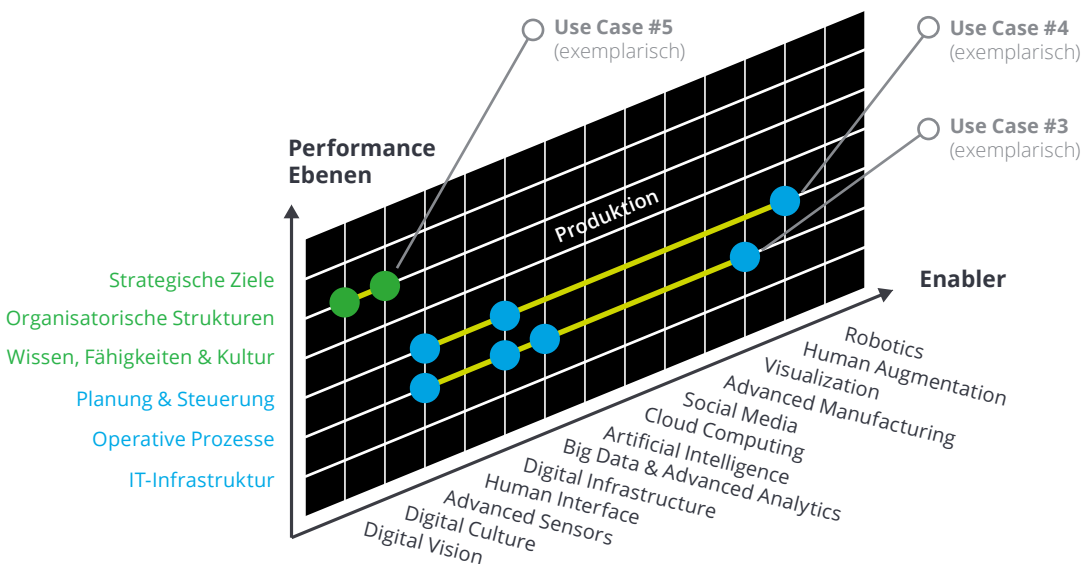 Use Case #5
(exemplarisch)
Use Case #4
(exemplarisch)
Use Case #3
(exemplarisch)
Performance
Ebenen
Produktion
Strategische Ziele
Organisatorische Strukturen
Wissen, Fähigkeiten & Kultur
Planung & Steuerung
Operative Prozesse
IT-Infrastruktur
Enabler
Robotics
Human Augmentation
Visualization
Advanced Manufacturing
Social Media
Cloud Computing
Artificial Intelligence
Big Data & Advanced Analytics
Digital Infrastructure
Human Interface
Advanced Sensors
Digital Culture
Digital Vision